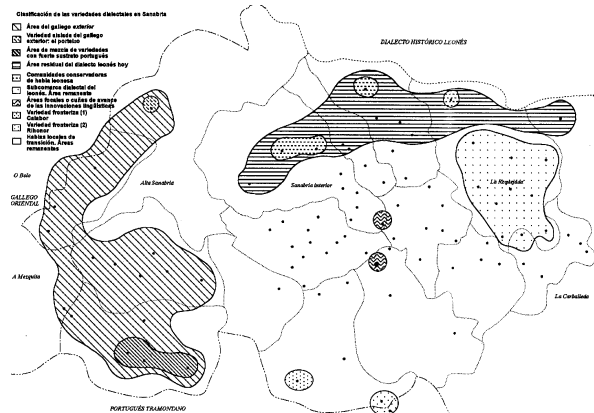 Clasificación de las variedades dialectales en Sanabria
Área del gallego exterior
Variedad aislada del gallego
exterior: el porteixo
Área de mezcla de variedades
con fuerte sustrato portugués
Área residual del dialecto leonés hoy
Comunidades conservadoras
de habla leonesa
Subcomarca dialectal del
leonés. Área remanente
Áreas focales o cuñas de avance
de las innovaciones lingüísticas
Variedad fronteriza (1)
Calabor
Variedad fronteriza (2)
Rihonor
Hablas locales de
transición. Áreas
remanentes
DIALECTO HISTÓRICO LEONÉS
O Bolo
Alta Sanabria
Sanabria interior
La Requejada
GALLEGO
ORIENTAL
A Mezquita
La Carballeda
PORTUGUÉS TRAMONTANO